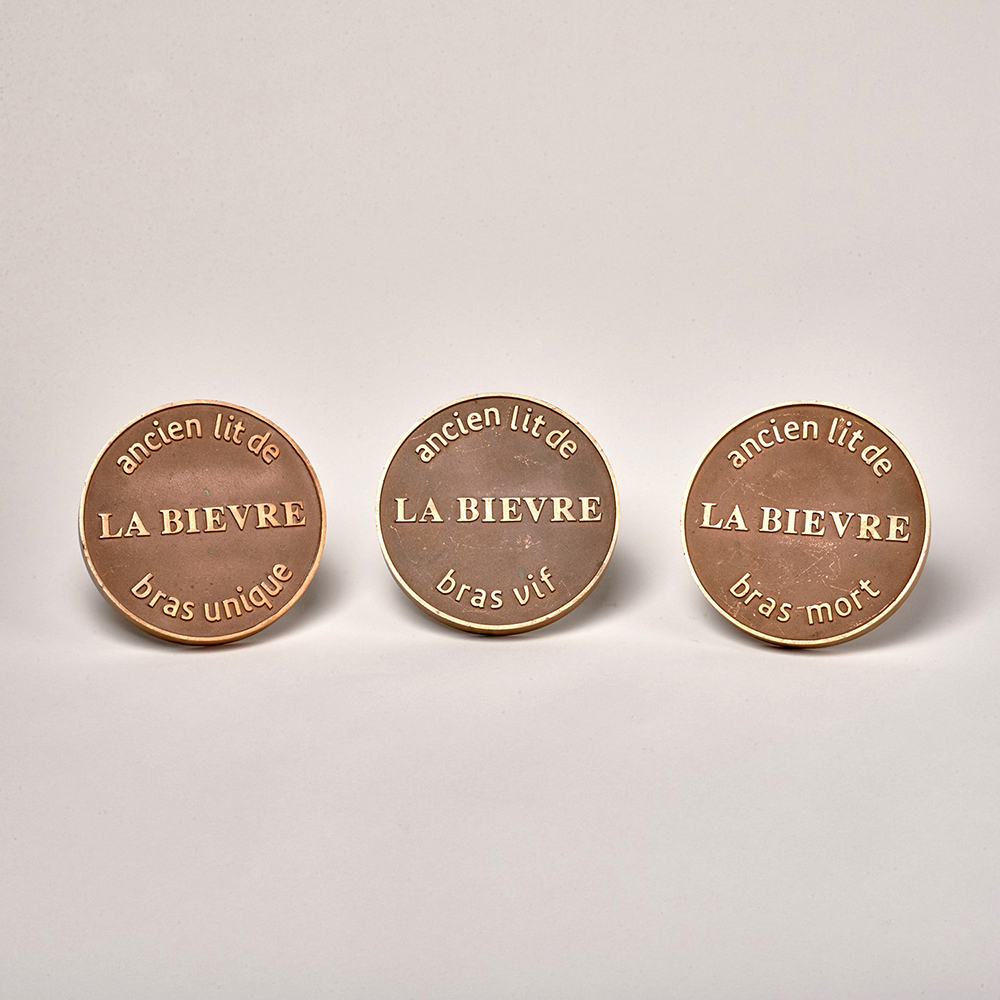 ancien lit de
LA BIEVRE
bras unique
ancien lit de
LA BIEVRE
bras vif
ancien lit de
LA BIEVRE
bras mort